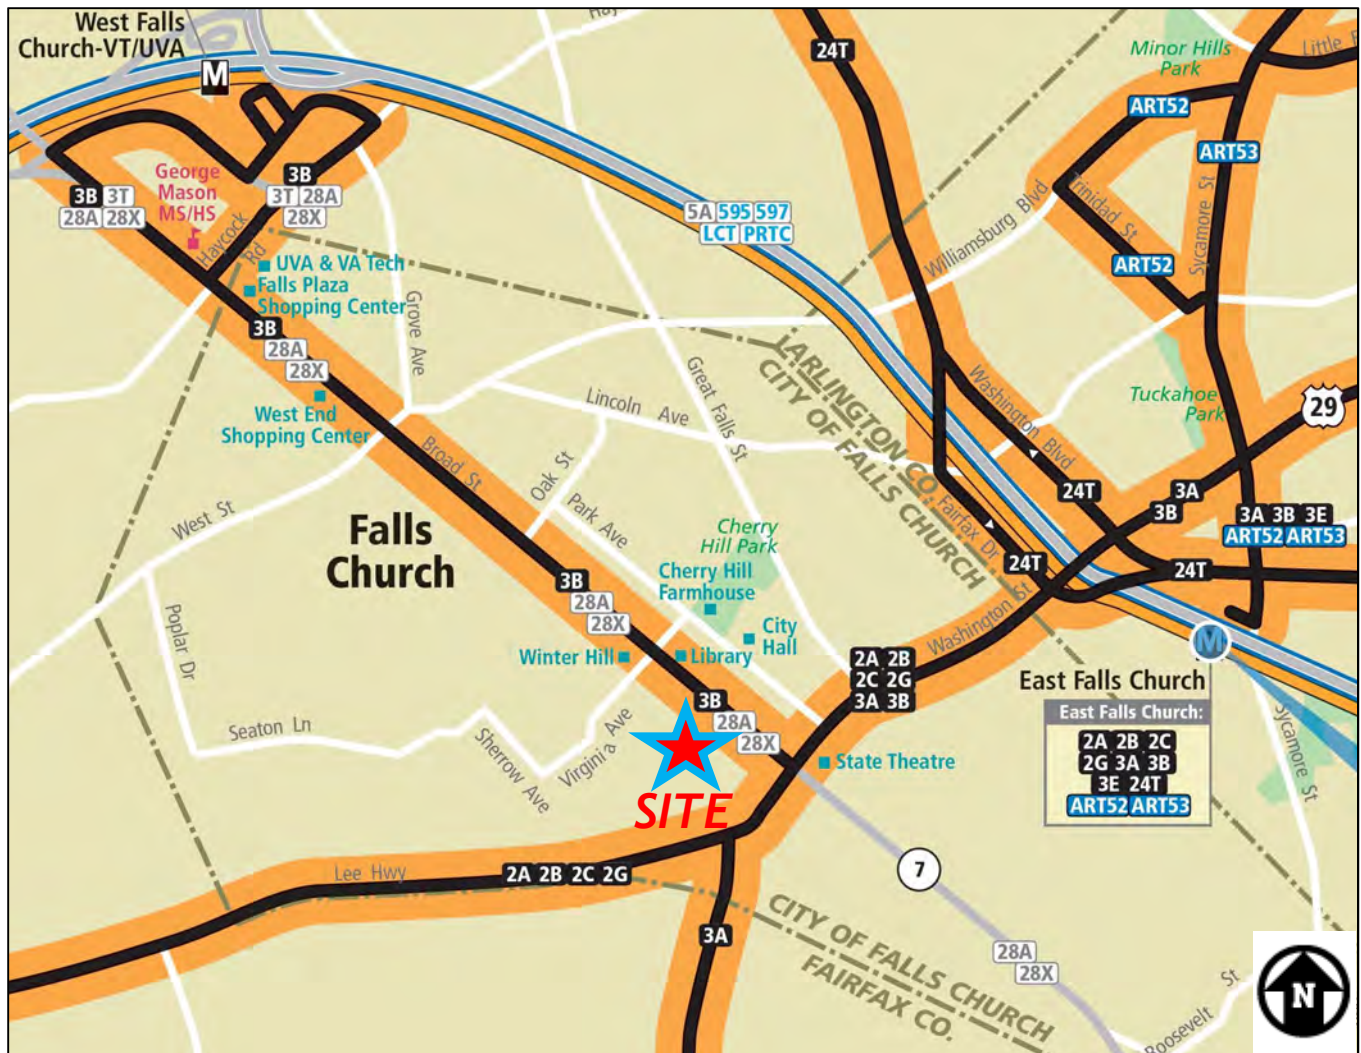 West Falls
Church-VT/UVA
M
24T
Minor Hills
Park
ART52
ART53
George
Mason
MS/HS
3B 3T
28A 28X
3B
3T 28A
28X
Haycock
Rd
UVA & VA Tech
Falls Plaza
Shopping Center
5A 595 597
LCT PRTC
Williamsburg Blvd
Trinidad St
Sycamore St
ART52
Grove Ave
3B
28A
28X
West End
Shopping Center
Great Falls St
Lincoln Ave
ARLINGTON CO.
CITY OF FALLS CHURCH
Washington Blvd
Tuckahoe
Park
29
Broad St
Oak St
Park Ave
West St
Falls
Church
Cherry
Hill Park
Cherry Hill
Farmhouse
City
Hall
Fairfax Dr
24T
24T
3A
3B
3A 3B 3E
ART52 ART53
24T
Washington St
3B
28A
28X
Winter Hill
Library
Poplar Dr
Seaton Ln
Sherrow Ave
Virginia Ave
2A 2B
2C 2G
3A 3B
M
East Falls Church
East Falls Church:
2A 2B 2C
2G 3A 3B
3E 24T
ART52 ART53
Sycamore St
3B
28A
28X
State Theatre
SITE
Lee Hwy
2A 2B 2C 2G
7
3A
CITY OF FALLS CHURCH
FAIRFAX CO.
28A
28X
Roosevelt St
N